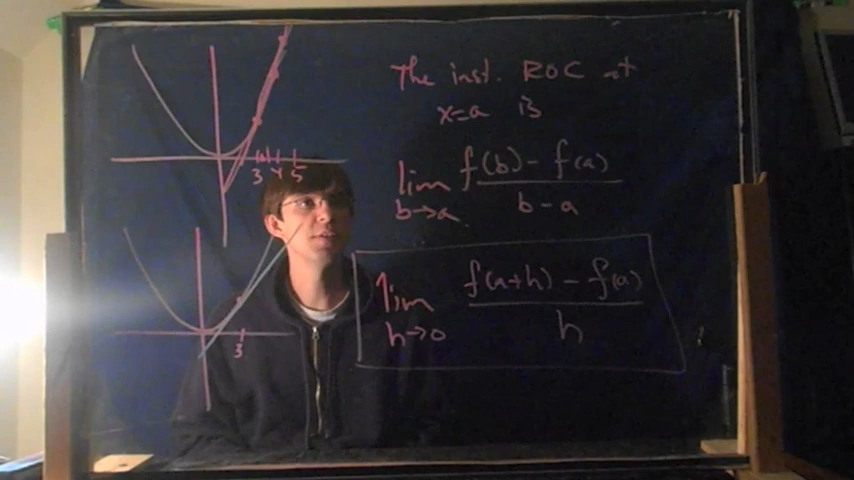 The inst. ROC at
x=a is
lim f(b) - f(a)
b→a b - a
3 4 5
lim f(a+h) - f(a)
h→0 h
3